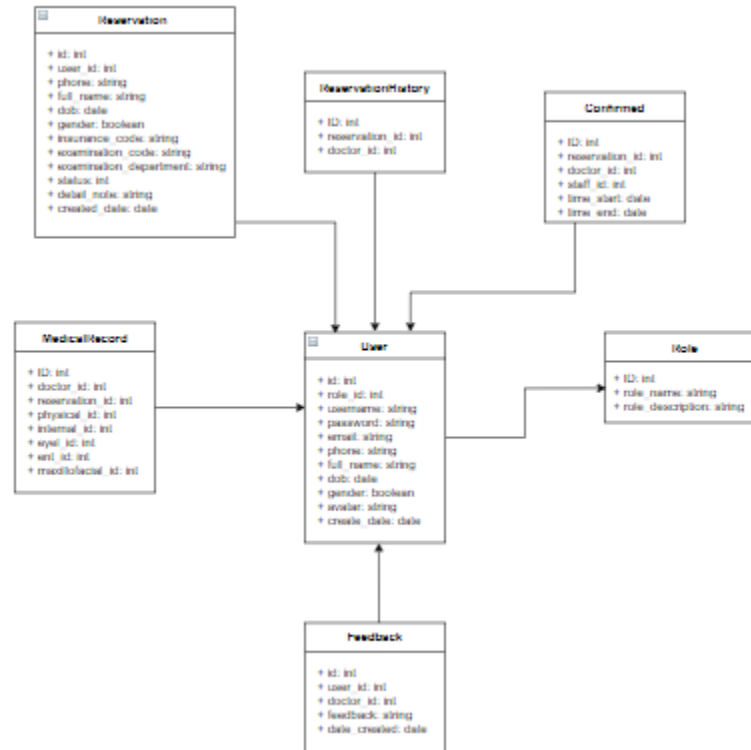 Reservation
+ id: int
+ user_id: int
+ phone: string
+ full_name: string
+ dob: date
+ gender: boolean
+ insurance_code: string
+ examination_code: string
+ examination_department: string
+ status: int
+ detail_note: string
+ created_date: date
ReservationHistory
+ ID: int
+ reservation_id: int
+ doctor_id: int
Confirmed
+ ID: int
+ reservation_id: int
+ doctor_id: int
+ staff_id: int
+ time_start: date
+ time_end: date
MedicalRecord
+ ID: int
+ doctor_id: int
+ reservation_id: int
+ physical_id: int
+ internal_id: int
+ eyel_id: int
+ ent_id: int
+ maxillofacial_id: int
User
+ id: int
+ role_id: int
+ username: string
+ password: string
+ email: string
+ phone: string
+ full_name: string
+ dob: date
+ gender: boolean
+ avatar: string
+ create_date: date
Role
+ ID: int
+ role_name: string
+ role_description: string
Feedback
+ id: int
+ user_id: int
+ doctor_id: int
+ feedback: string
+ date_created: date